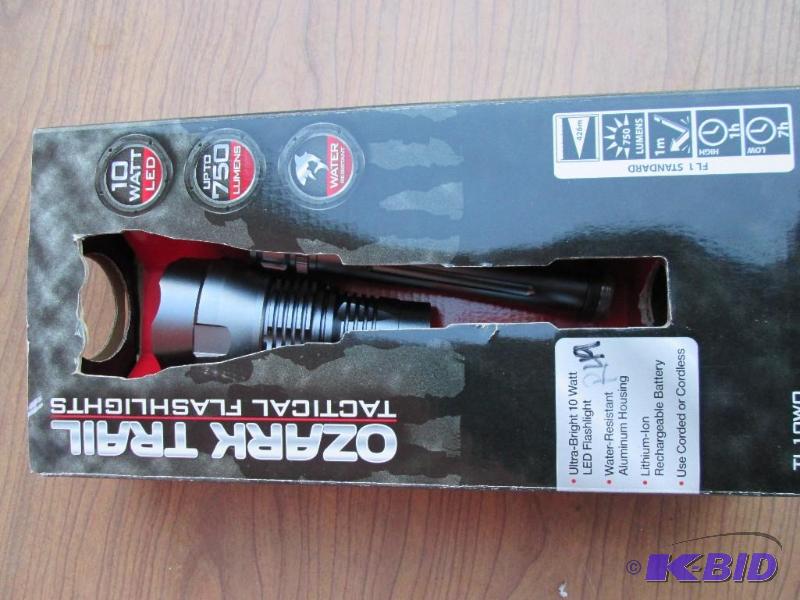 OZARK TRAIL
TACTICAL FLASHLIGHTS
10
WATT
LED
UP TO
750
LUMENS
WATER
RESISTANT
426m
750
LUMENS
1m
HIGH
1h
LOW
7h
FL 1 STANDARD
• Ultra-Bright 10 Watt
LED Flashlight
• Water-Resistant
Aluminum Housing
• Lithium-Ion
Rechargeable Battery
• Use Corded or Cordless
© K-BID